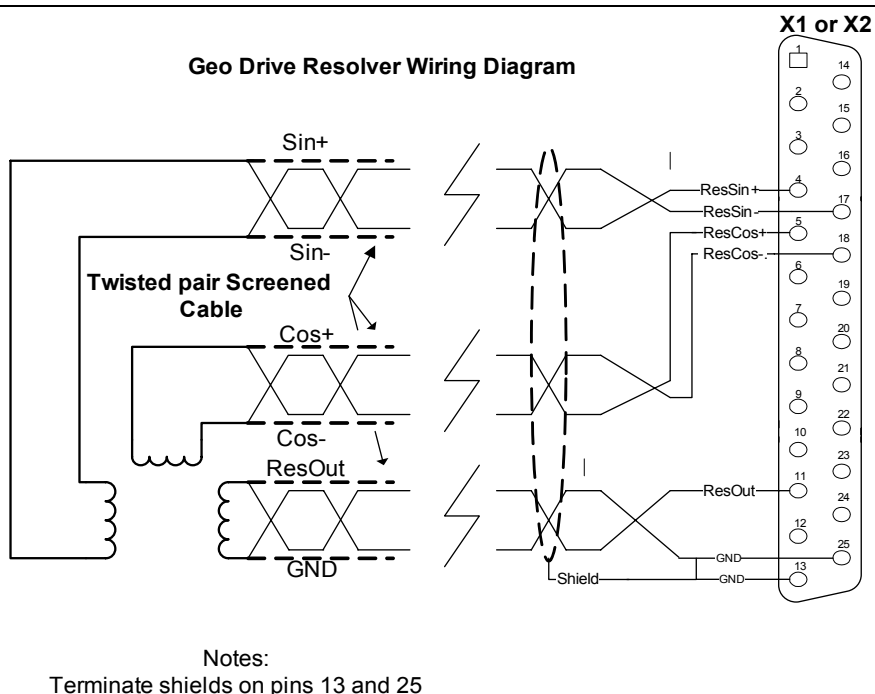 X1 or X2
Geo Drive Resolver Wiring Diagram
1
14
2
15
3
16
Sin+
4
ResSin+
17
ResSin-
5
ResCos+
18
ResCos-.
Sin-
6
Twisted pair Screened
Cable
19
7
Cos+
20
8
21
9
22
Cos-
10
ResOut
23
11
ResOut
24
12
25
GND
GND
13
Shield
GND
Notes:
Terminate shields on pins 13 and 25